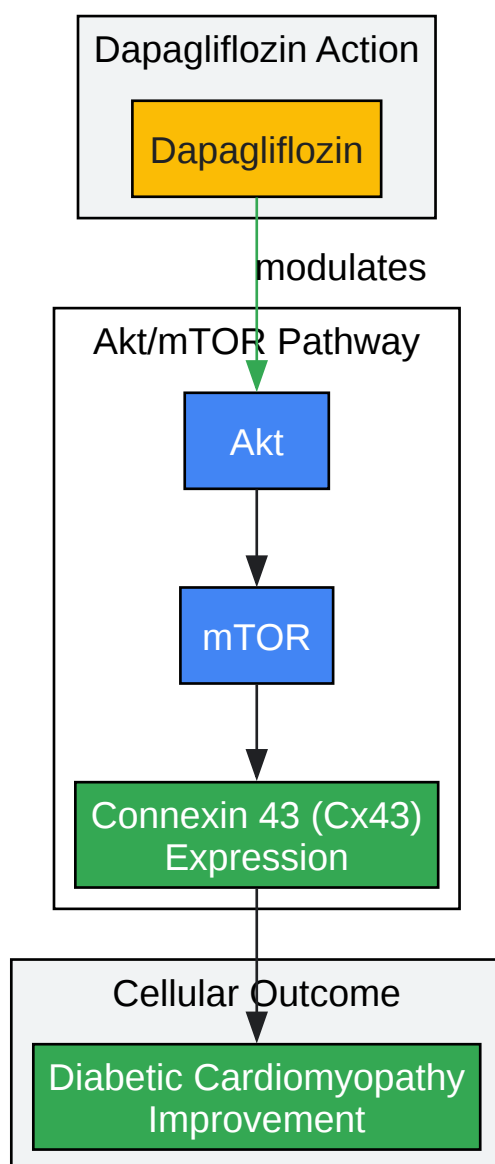 Dapagliflozin Action
Dapagliflozin
modulates
Akt/mTOR Pathway
Akt
mTOR
Connexin 43 (Cx43)
Expression
Cellular Outcome
Diabetic Cardiomyopathy
Improvement